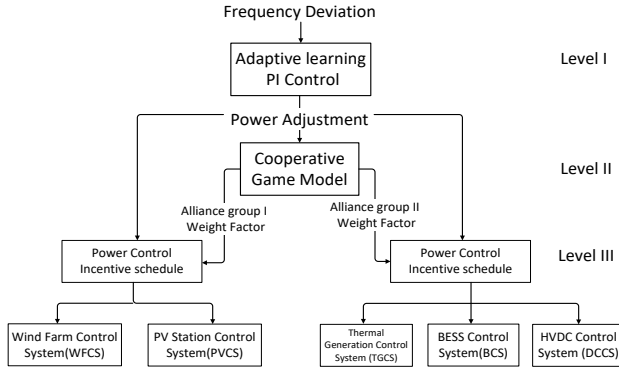 Frequency Deviation
Adaptive learning
PI Control
Level I
Power Adjustment
Cooperative
Game Model
Level II
Alliance group I
Weight Factor
Alliance group II
Weight Factor
Power Control
Incentive schedule
Power Control
Incentive schedule
Level III
Wind Farm Control
System(WFCS)
PV Station Control
System(PVCS)
Thermal
Generation Control
System (TGCS)
BESS Control
System(BCS)
HVDC Control
System (DCCS)